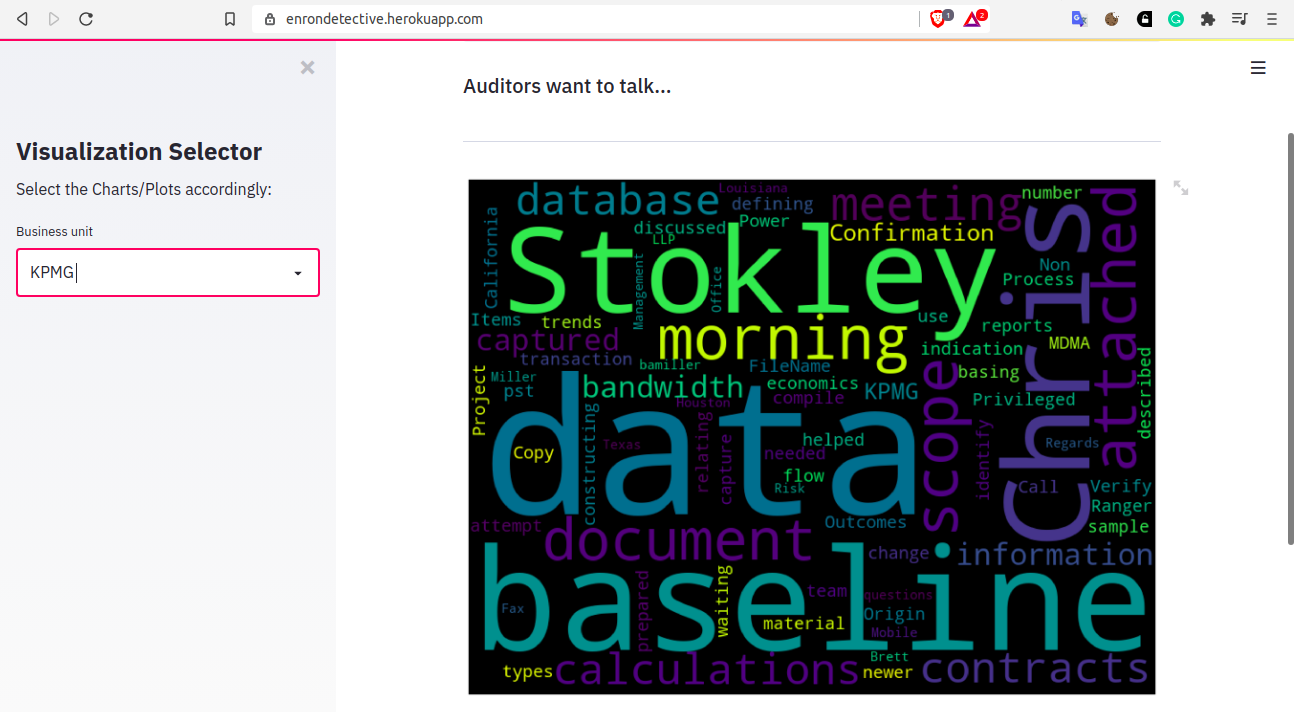 enrondetective.herokuapp.com
1
2
Auditors want to talk...
Visualization Selector
Select the Charts/Plots accordingly:
Business unit
KPMG
Louisiana
database
defining
meeting
number
California
discussed
Power
LLP
Confirmation
attached
Stokley
Chris
Management
Office
Non
Process
Items
trends
use
reports
captured
morning
MDMA
transaction
indication
bamiller
FileName
basing
described
Project
Miller
pst
bandwidth
economics
KPMG
scope
Privileged
Houston
compile
data
constructing
Texas
relating
capture
helped
identify
Regards
Copy
needed
flow
Risk
Call
Verify
Ranger
attempt
Outcomes
sample
document
change
information
baseline
waiting
team
questions
Fax
prepared
material
Origin
Mobile
Brett
types
calculations
newer
contracts